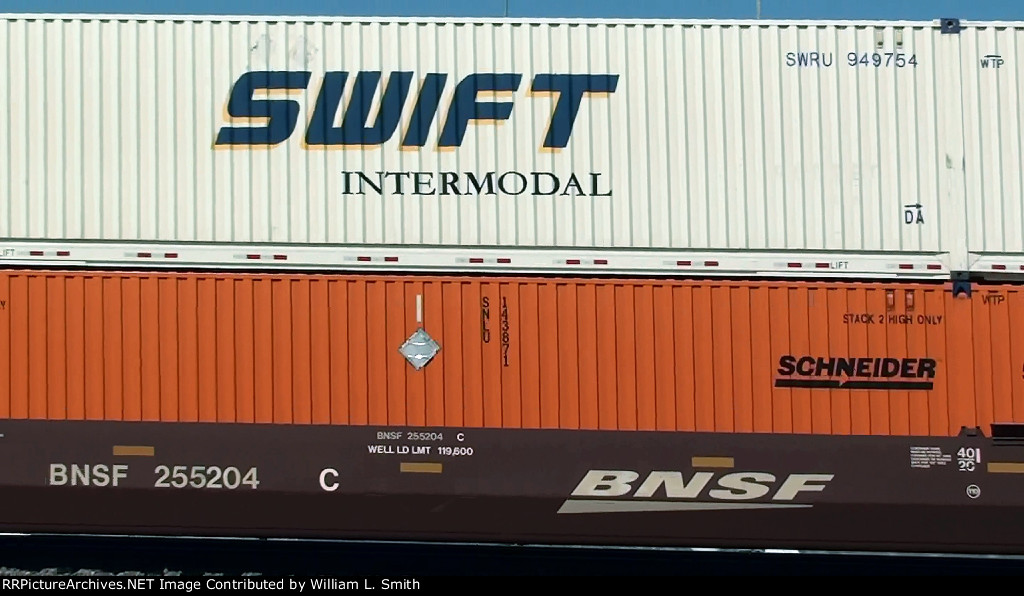 SWRU 949754
WTP
SWIFT
INTERMODAL
DA
LIFT
LIFT
WTP
SNLU 143871
STACK 2 HIGH ONLY
SCHNEIDER
BNSF 255204 C
WELL LD LMT 119,600
BNSF 255204 C
BNSF
40
20
RRPictureArchives.NET Image Contributed by William L. Smith